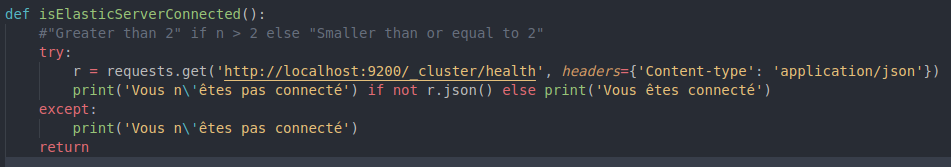 def isElasticServerConnected():
    #"Greater than 2" if n > 2 else "Smaller than or equal to 2"
    try:
        r = requests.get('http://localhost:9200/_cluster/health', headers={'Content-type': 'application/json'})
        print('Vous n\'êtes pas connecté') if not r.json() else print('Vous êtes connecté')
    except:
        print('Vous n\'êtes pas connecté')
    return